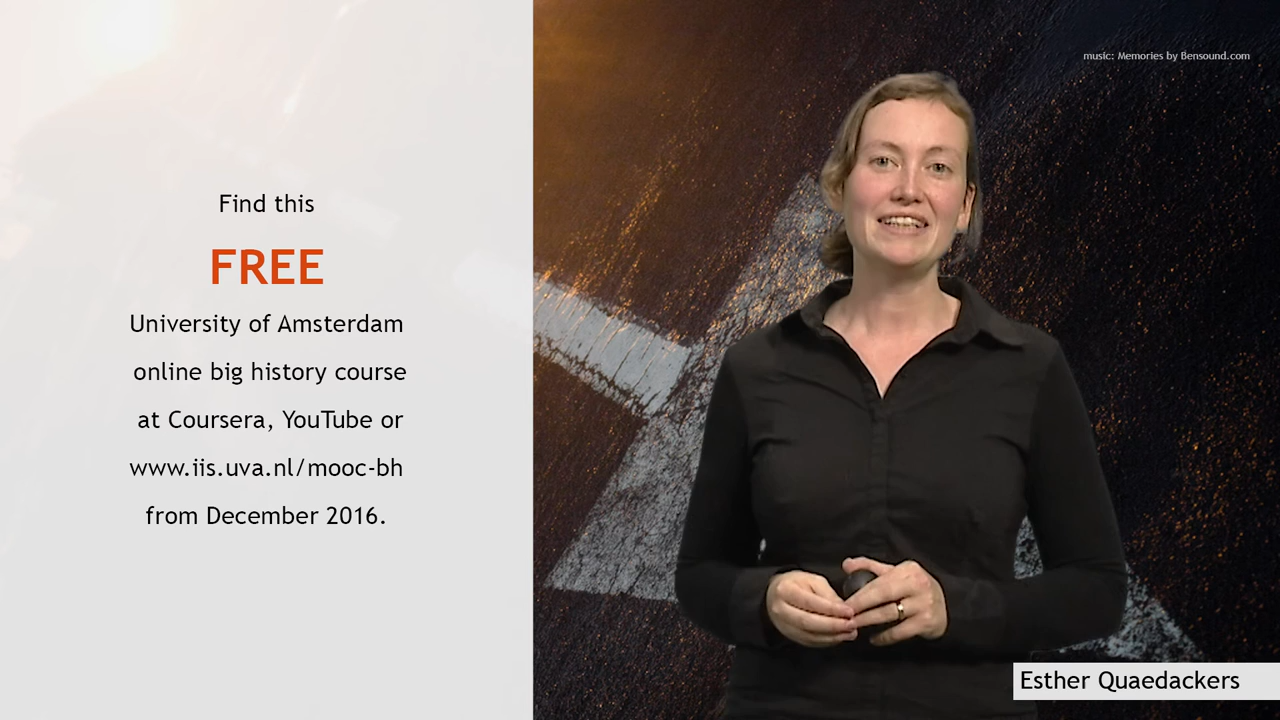 music: Memories by Bensound.com
Find this
FREE
University of Amsterdam
online big history course
at Coursera, YouTube or
www.iis.uva.nl/mooc-bh
from December 2016.
Esther Quaedackers